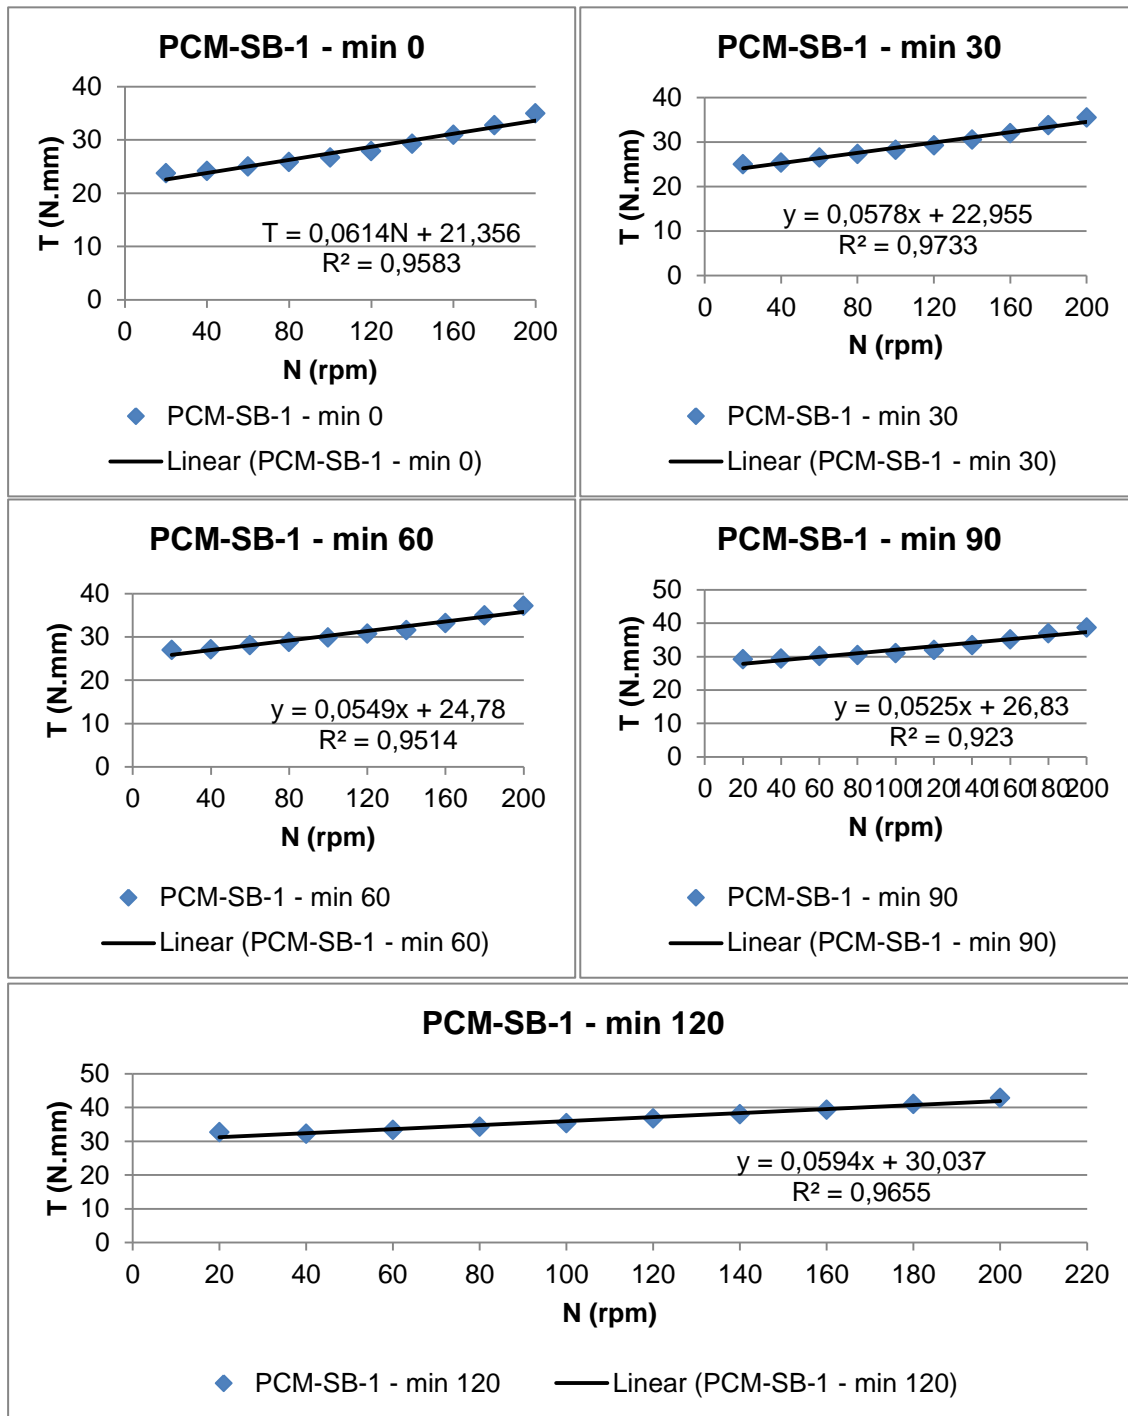 PCM-SB-1 - min 0
40
30
20
10
0
T (N.mm)
T = 0,0614N + 21,356
R² = 0,9583
0 40 80 120 160 200
N (rpm)
PCM-SB-1 - min 0
Linear (PCM-SB-1 - min 0)
PCM-SB-1 - min 30
40
30
20
10
0
T (N.mm)
y = 0,0578x + 22,955
R² = 0,9733
0 40 80 120 160 200
N (rpm)
PCM-SB-1 - min 30
Linear (PCM-SB-1 - min 30)
PCM-SB-1 - min 60
40
30
20
10
0
T (N.mm)
y = 0,0549x + 24,78
R² = 0,9514
0 40 80 120 160 200
N (rpm)
PCM-SB-1 - min 60
Linear (PCM-SB-1 - min 60)
PCM-SB-1 - min 90
50
40
30
20
10
0
T (N.mm)
y = 0,0525x + 26,83
R² = 0,923
0 20 40 60 80 100 120 140 160 180 200
N (rpm)
PCM-SB-1 - min 90
Linear (PCM-SB-1 - min 90)
PCM-SB-1 - min 120
50
40
30
20
10
0
T (N.mm)
y = 0,0594x + 30,037
R² = 0,9655
0 20 40 60 80 100 120 140 160 180 200 220
N (rpm)
PCM-SB-1 - min 120 Linear (PCM-SB-1 - min 120)